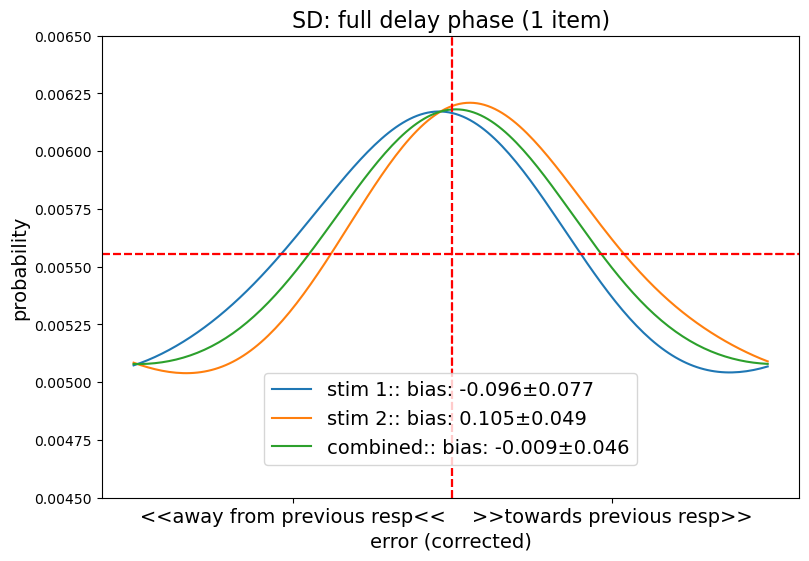 SD: full delay phase (1 item)
0.00650
0.00625
0.00600
0.00575
0.00550
0.00525
0.00500
0.00475
0.00450
probability
stim 1:: bias: -0.096±0.077
stim 2:: bias: 0.105±0.049
combined:: bias: -0.009±0.046
<<away from previous resp<< >>towards previous resp>>
error (corrected)